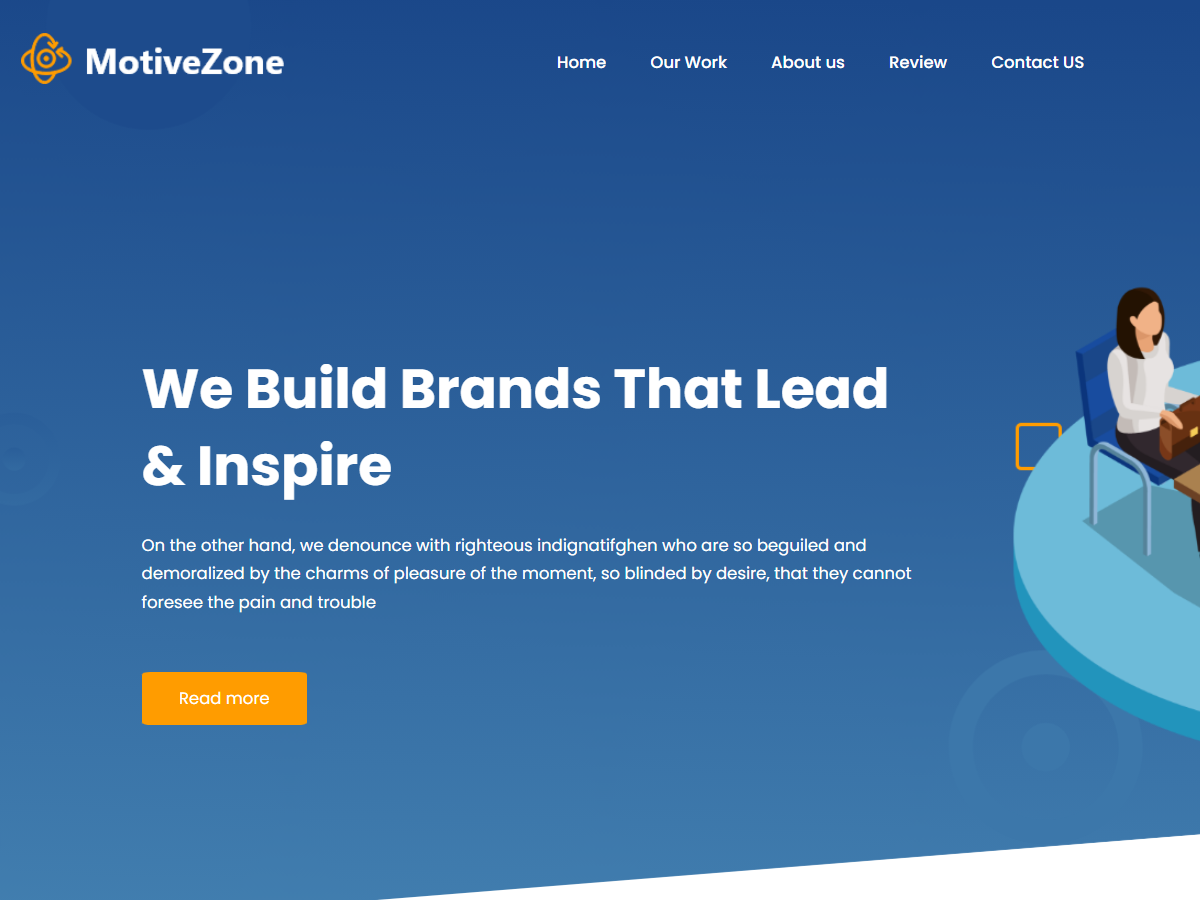 MotiveZone
Home Our Work About us Review Contact US
We Build Brands That Lead
& Inspire
On the other hand, we denounce with righteous indignatifghen who are so beguiled and
demoralized by the charms of pleasure of the moment, so blinded by desire, that they cannot
foresee the pain and trouble
Read more